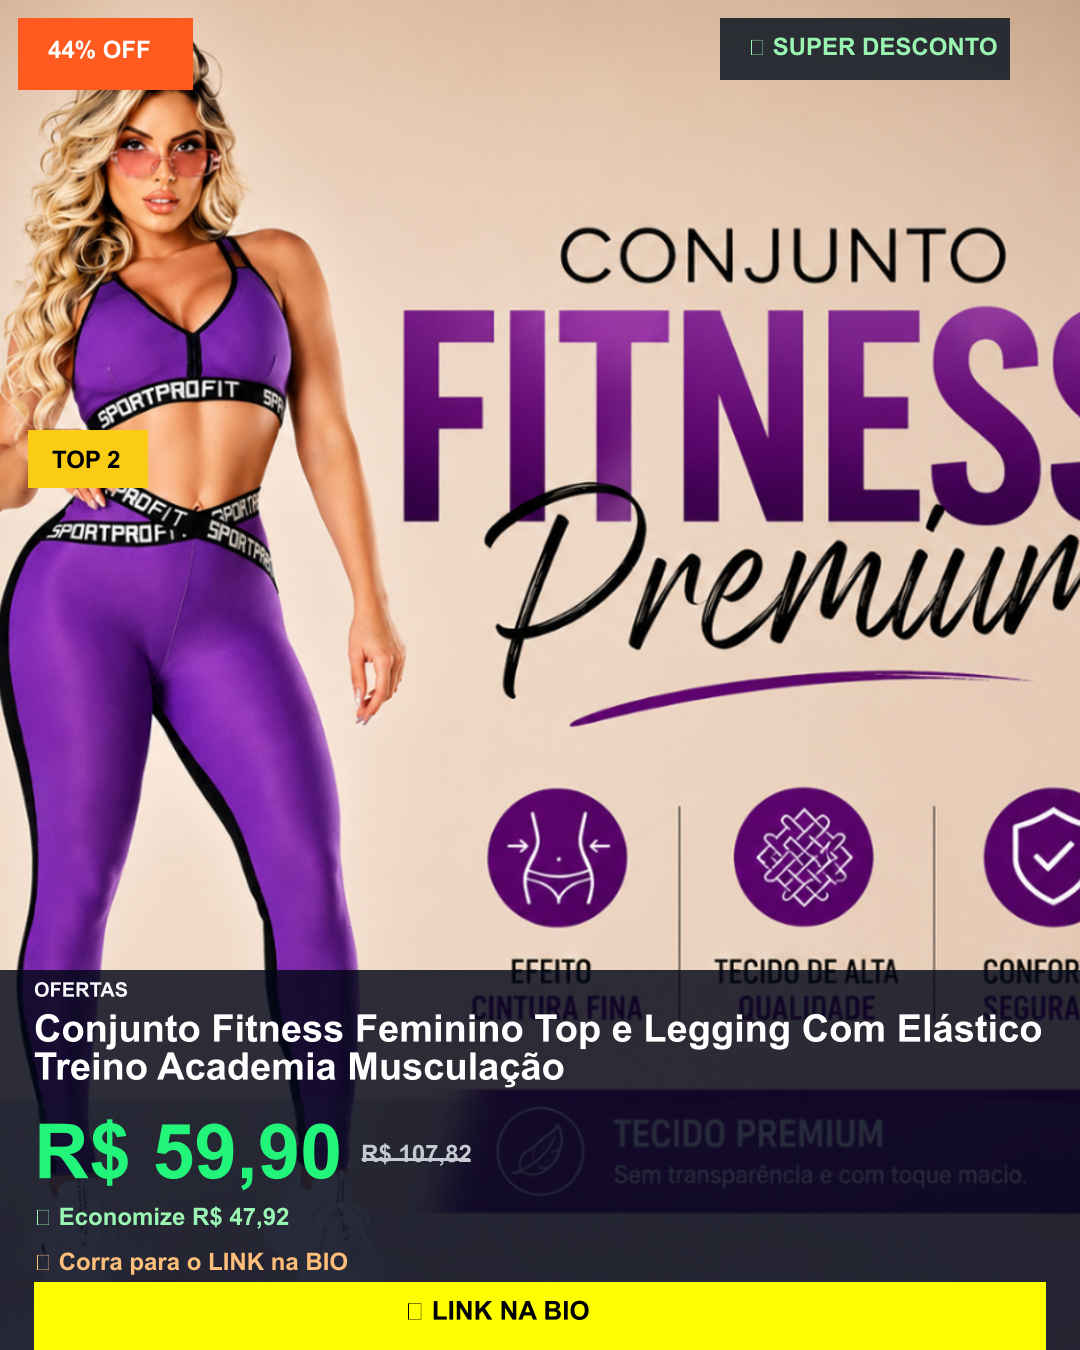 44% OFF
SUPER DESCONTO
CONJUNTO
FITNESS
Premium
SPORTPROFIT
TOP 2
SPORTPROFIT
EFEITO
CINTURA FINA
TECIDO DE ALTA
QUALIDADE
CONFOR
SEGURA
OFERTAS
Conjunto Fitness Feminino Top e Legging Com Elástico
Treino Academia Musculação
TECIDO PREMIUM
Sem transparência e com toque macio.
R$ 59,90 R$ 107,82
Economize R$ 47,92
Corra para o LINK na BIO
LINK NA BIO